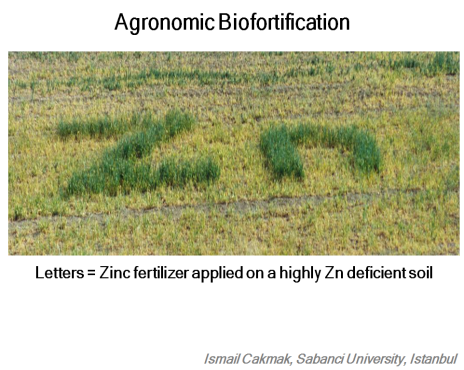 Agronomic Biofortification
Zn
Letters = Zinc fertilizer applied on a highly Zn deficient soil
Ismail Cakmak, Sabanci University, Istanbul